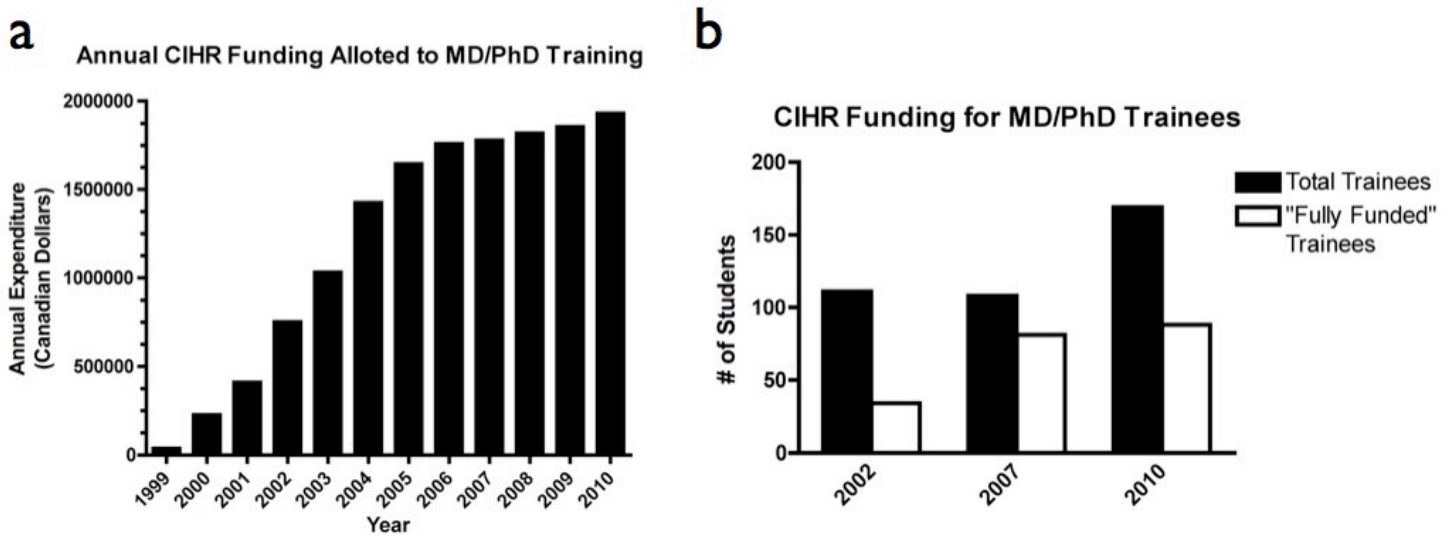 a
Annual CIHR Funding Alloted to MD/PhD Training
2000000
1500000
1000000
500000
0
Annual Expenditure
(Canadian Dollars)
1999
2000
2001
2002
2003
2004
2005
2006
2007
2008
2009
2010
Year
b
CIHR Funding for MD/PhD Trainees
200
150
100
50
0
# of Students
2002
2007
2010
Total Trainees
"Fully Funded"
Trainees